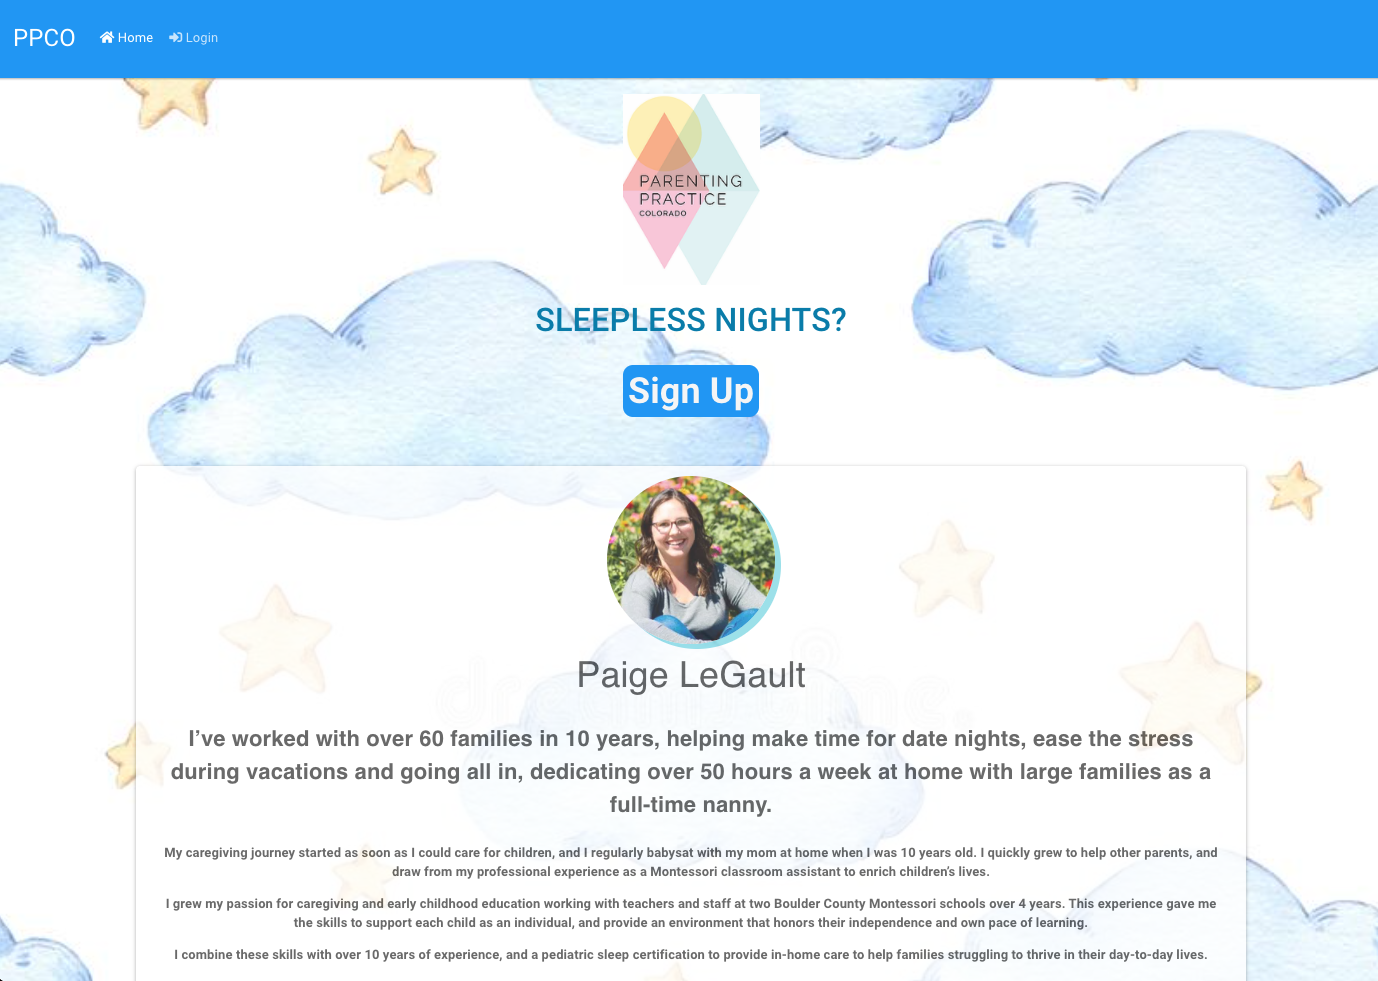 PPCO
Home
Login
PARENTING
PRACTICE
COLORADO
SLEEPLESS NIGHTS?
Sign Up
Paige LeGault
dreamstime
I’ve worked with over 60 families in 10 years, helping make time for date nights, ease the stress
during vacations and going all in, dedicating over 50 hours a week at home with large families as a
full-time nanny.
My caregiving journey started as soon as I could care for children, and I regularly babysat with my mom at home when I was 10 years old. I quickly grew to help other parents, and
draw from my professional experience as a Montessori classroom assistant to enrich children’s lives.
I grew my passion for caregiving and early childhood education working with teachers and staff at two Boulder County Montessori schools over 4 years. This experience gave me
the skills to support each child as an individual, and provide an environment that honors their independence and own pace of learning.
I combine these skills with over 10 years of experience, and a pediatric sleep certification to provide in-home care to help families struggling to thrive in their day-to-day lives.